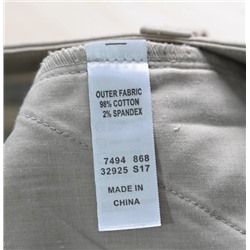 OUTER FABRIC
98% COTTON
2% SPANDEX
7494 868
32925 S17
MADE IN
CHINA